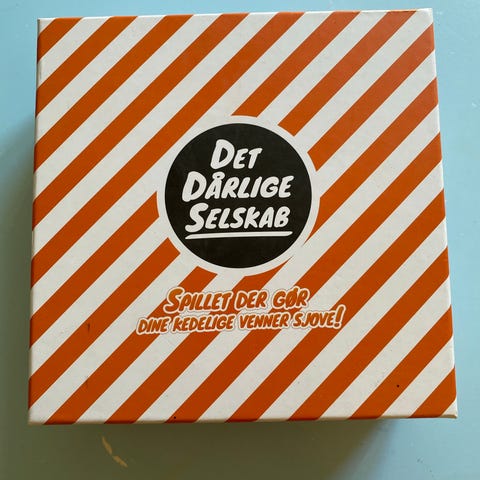 Det
Dårlige
Selskab
Spillet der gør
dine kedelige venner sjove!